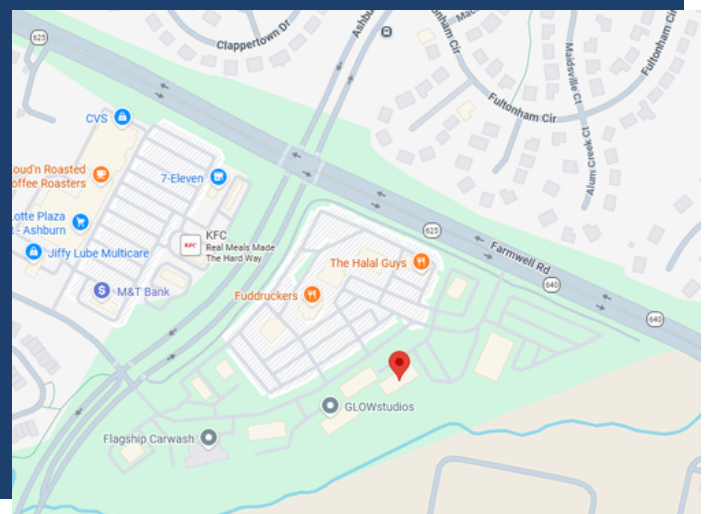 625
Clappertown Dr
Ashbu
Fultonham Cir
Maidsville Ct
Fultonham Cir
Fultonham Cir
Alum Creek Ct
CVS
oud'n Roasted
offee Roasters
7-Eleven
Lotte Plaza
t - Ashburn
KFC
KFC
Real Meals Made
The Hard Way
Jiffy Lube Multicare
M&T Bank
625
The Halal Guys
Farmwell Rd
640
640
Fuddruckers
GLOWstudios
Flagship Carwash